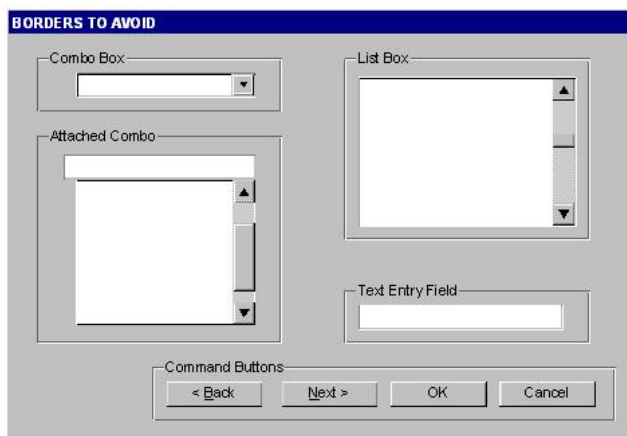 BORDERS TO AVOID
Combo Box
List Box
Attached Combo
Text Entry Field
Command Buttons
< Back
Next >
OK
Cancel